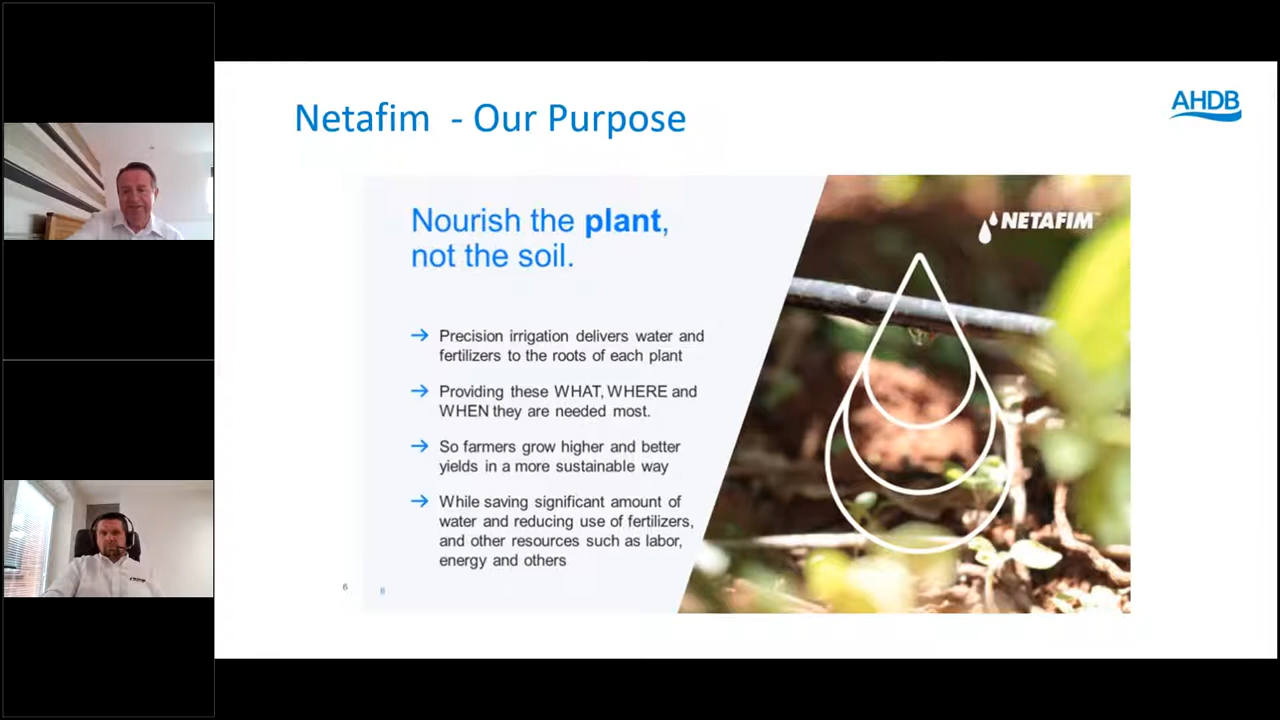 Netafim - Our Purpose
AHDB
Nourish the plant,
not the soil.
NETAFIM™
Precision irrigation delivers water and
fertilizers to the roots of each plant
Providing these WHAT, WHERE and
WHEN they are needed most.
So farmers grow higher and better
yields in a more sustainable way
While saving significant amount of
water and reducing use of fertilizers,
and other resources such as labor,
energy and others
6